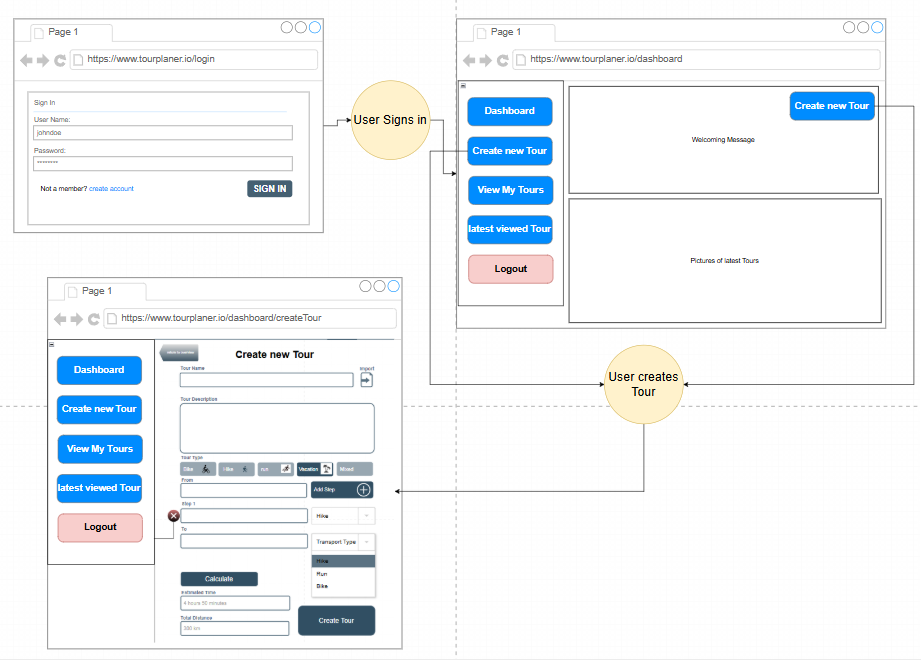 Page 1
https://www.tourplaner.io/login
Sign In
User Name:
johndoe
Password:
********
Not a member? create account
SIGN IN
User Signs in
Page 1
https://www.tourplaner.io/dashboard
Dashboard
Create new Tour
View My Tours
latest viewed Tour
Logout
Create new Tour
Welcoming Message
Pictures of latest Tours
User creates
Tour
Page 1
https://www.tourplaner.io/dashboard/createTour
Dashboard
Create new Tour
View My Tours
latest viewed Tour
Logout
Create new Tour
Tour Name
Import
Tour Description
Tour Type
Bike
Hike
run
Vacation
Mixed
From
Add Step
Step 1
Hike
To
Transport Type
Hike
Run
Bike
Calculate
Estimated Time
4 hours 50 minutes
Total Distance
300 km
Create Tour